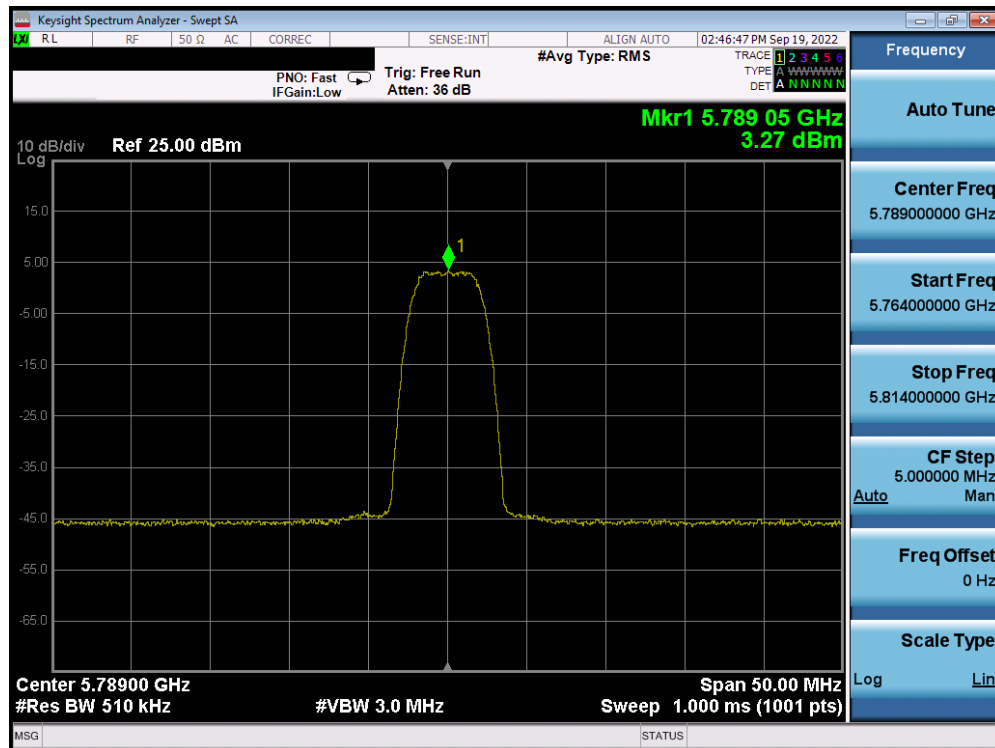 Keysight Spectrum Analyzer - Swept SA
LXI RL RF 50 Ω AC CORREC SENSE:INT ALIGN AUTO 02:46:47 PM Sep 19, 2022
#Avg Type: RMS TRACE 1 2 3 4 5 6
PNO: Fast Trig: Free Run TYPE A WWWWW
IFGain:Low Atten: 36 dB DET A N N N N N
Mkr1 5.789 05 GHz
10 dB/div Ref 25.00 dBm 3.27 dBm
Log
15.0
1
5.00
-5.00
-15.0
-25.0
-35.0
-45.0
-55.0
-65.0
Center 5.78900 GHz Span 50.00 MHz
#Res BW 510 kHz #VBW 3.0 MHz Sweep 1.000 ms (1001 pts)
MSG STATUS
Frequency
Auto Tune
Center Freq
5.789000000 GHz
Start Freq
5.764000000 GHz
Stop Freq
5.814000000 GHz
CF Step
5.000000 MHz
Auto Man
Freq Offset
0 Hz
Scale Type
Log Lin